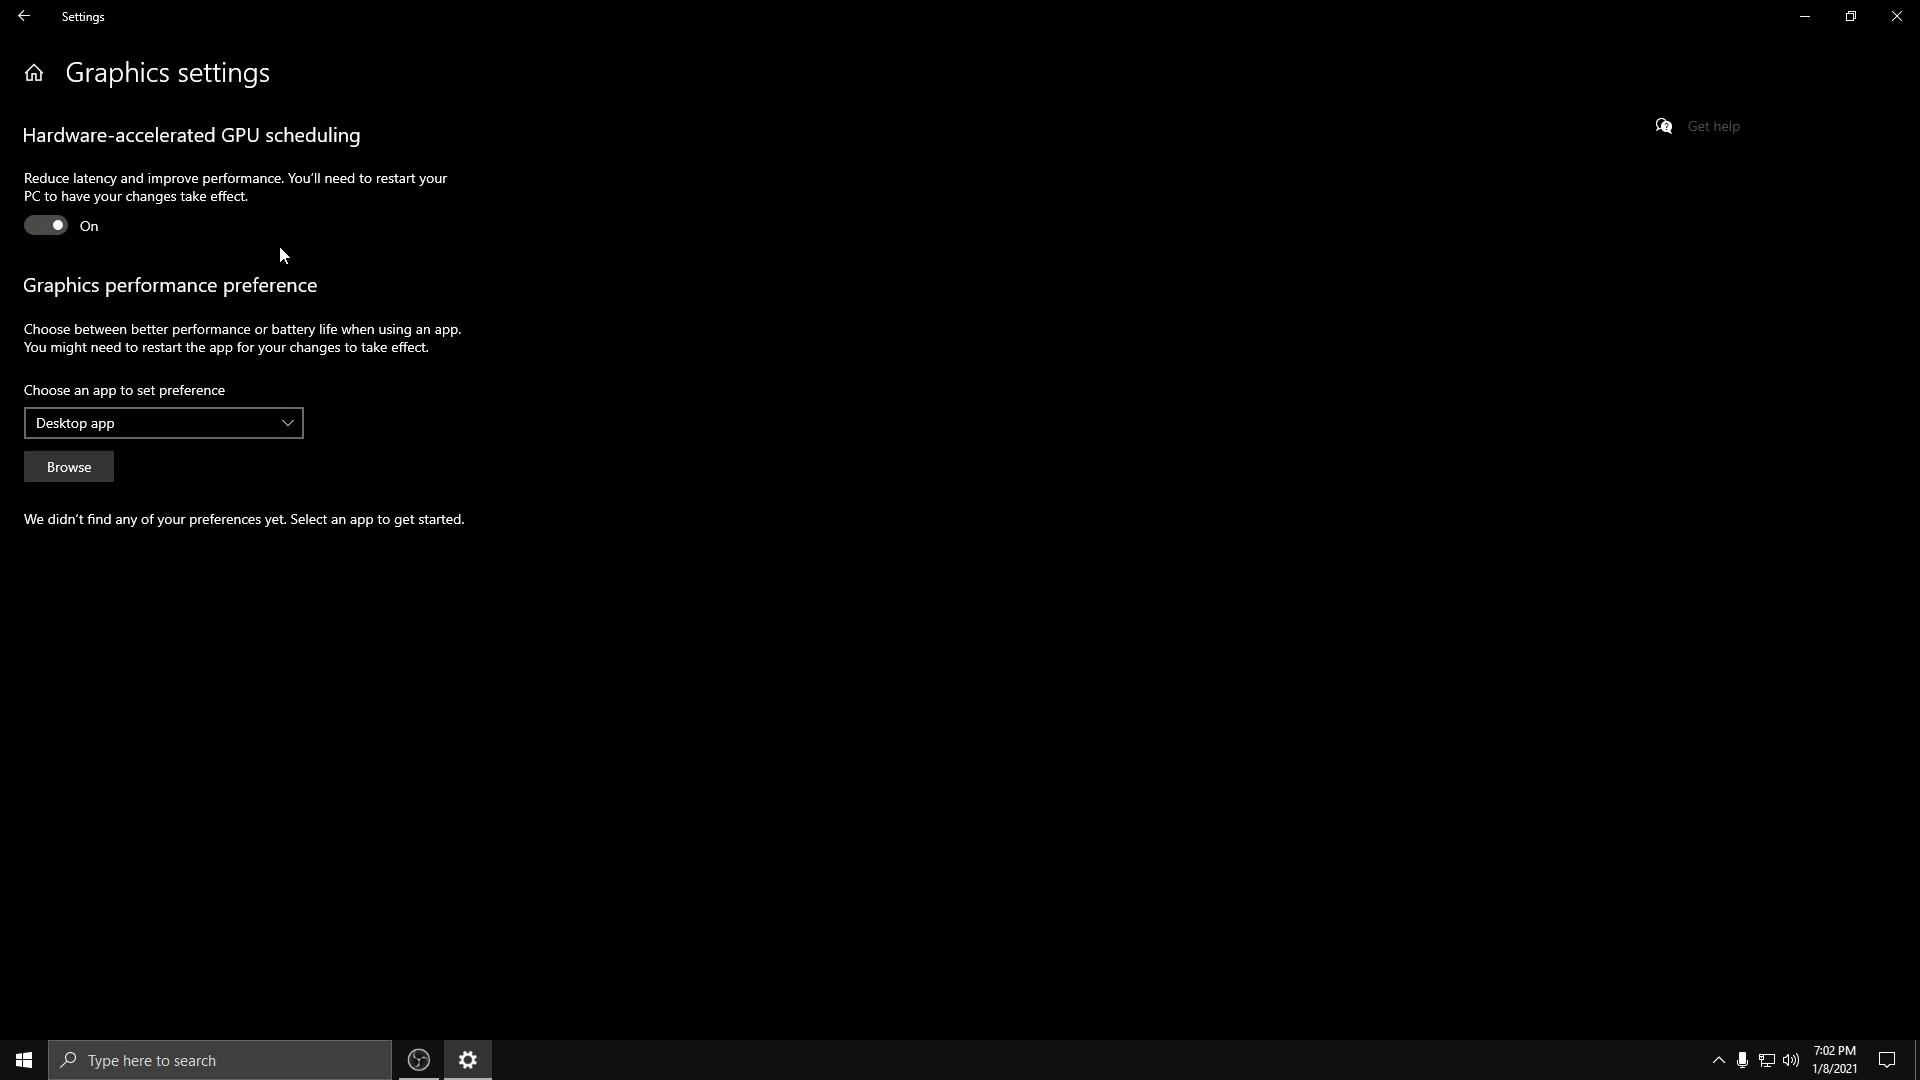 Settings
Graphics settings
Hardware-accelerated GPU scheduling
Get help
Reduce latency and improve performance. You'll need to restart your
PC to have your changes take effect.
On
Graphics performance preference
Choose between better performance or battery life when using an app.
You might need to restart the app for your changes to take effect.
Choose an app to set preference
Desktop app
Browse
We didn't find any of your preferences yet. Select an app to get started.
Type here to search
7:02 PM
1/8/2021